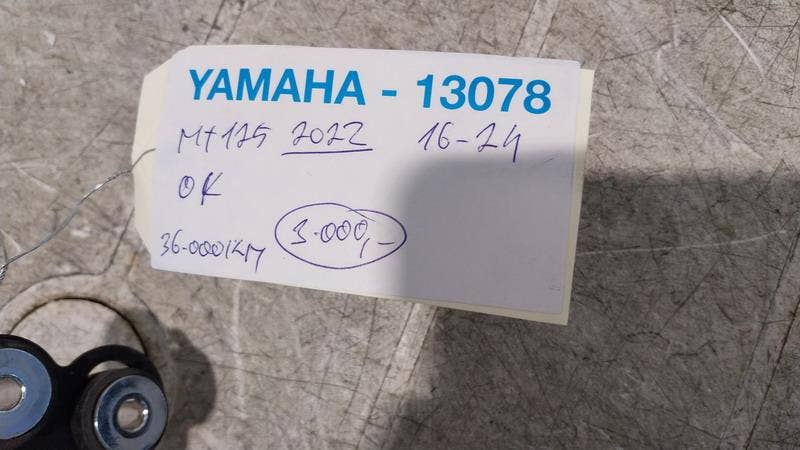 YAMAHA - 13078
MT125 2022 16-24
OK
36.000KM 3.000,-